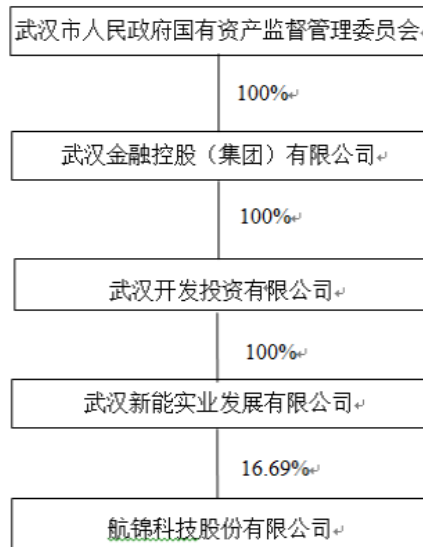 武汉市人民政府国有资产监督管理委员会
100%
武汉金融控股（集团）有限公司
100%
武汉开发投资有限公司
100%
武汉新能实业发展有限公司
16.69%
航锦科技股份有限公司